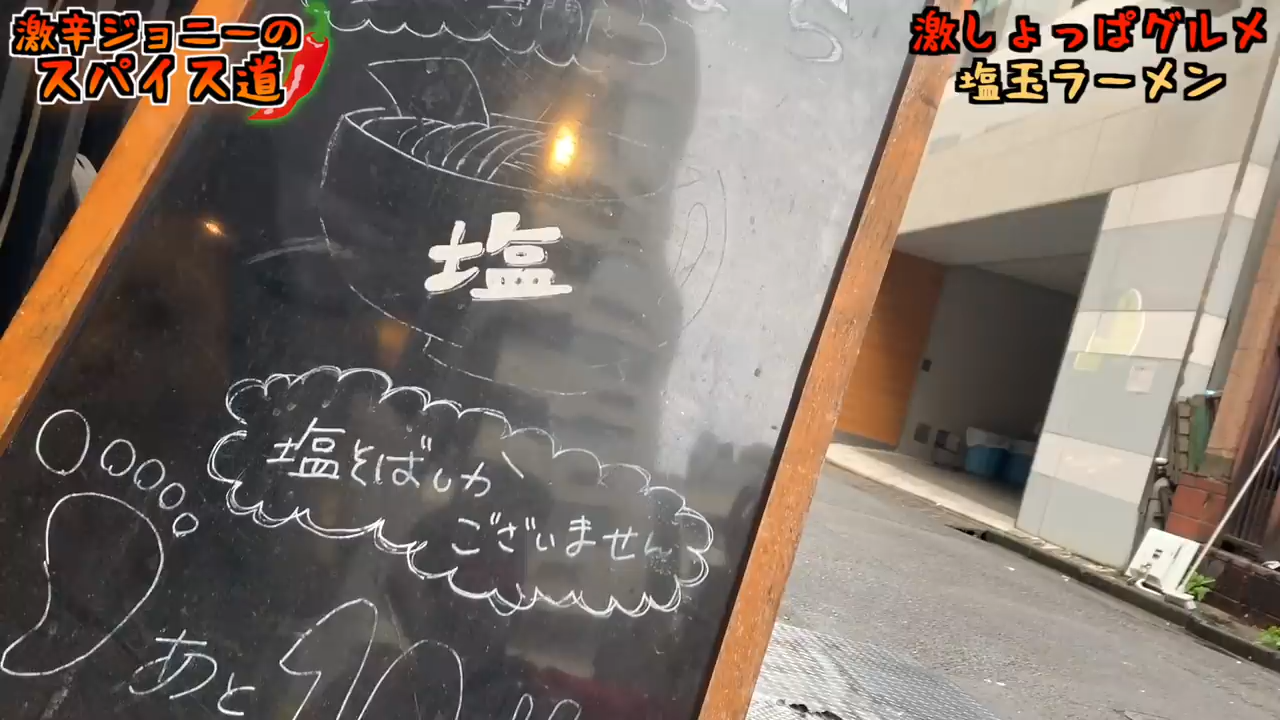 激辛ジョニーの
スパイス道
激しょっぱグルメ
塩玉ラーメン
塩
塩そばしか
ございません
あと